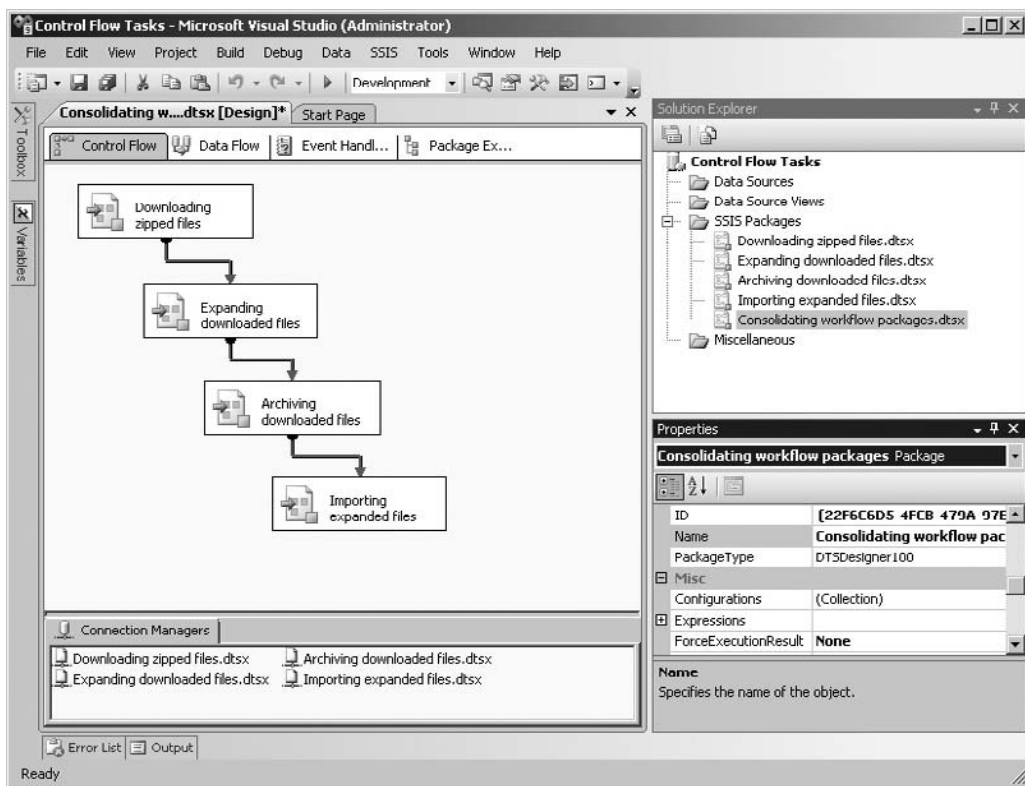 Control Flow Tasks - Microsoft Visual Studio (Administrator)
File Edit View Project Build Debug Data SSIS Tools Window Help
Development
Toolbox
Variables
Consolidating w....dtsx [Design]* Start Page
Control Flow Data Flow Event Handl... Package Ex...
Downloading
zipped files
Expanding
downloaded files
Archiving
downloaded files
Importing
expanded files
Connection Managers
Downloading zipped files.dtsx Archiving downloaded files.dtsx
Expanding downloaded files.dtsx Importing expanded files.dtsx
Error List Output
Ready
Solution Explorer
Control Flow Tasks
Data Sources
Data Source Views
SSIS Packages
Downloading zipped files.dtsx
Expanding downloaded files.dtsx
Archiving downloaded files.dtsx
Importing expanded files.dtsx
Consolidating workflow packages.dtsx
Miscellaneous
Properties
Consolidating workflow packages Package
ID {22F6C6D5-4FCB-479A-97E
Name Consolidating workflow pac
PackageType DTSDesigner100
Misc
Configurations (Collection)
Expressions
ForceExecutionResult None
Name
Specifies the name of the object.